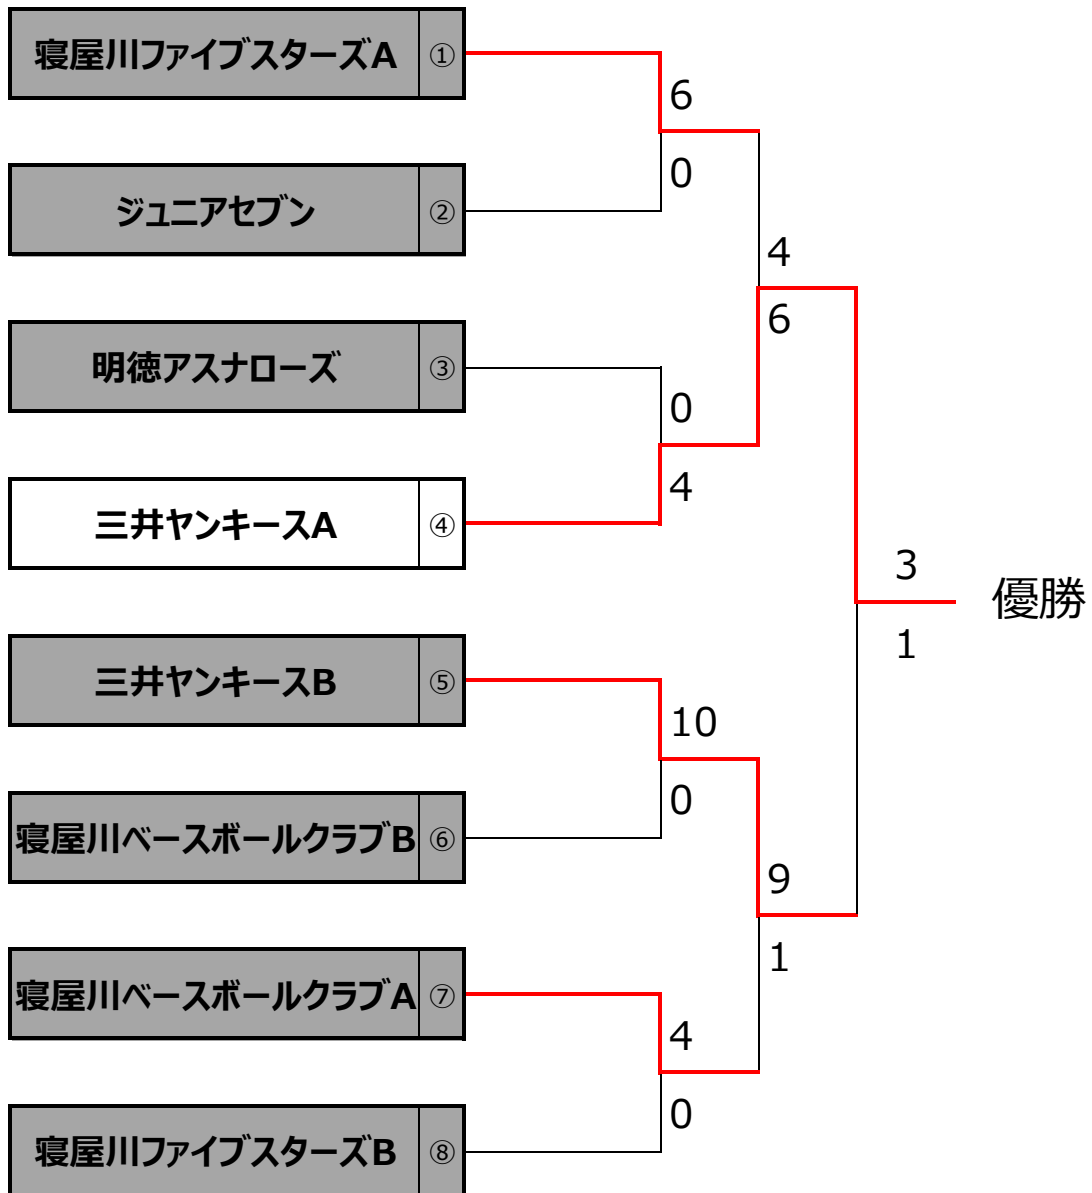 寝屋川ファイブスターズA ①
6
0
ジュニアセブン ②
4
6
明徳アスナローズ ③
0
4
三井ヤンキースA ④
3
優勝
1
三井ヤンキースB ⑤
10
0
寝屋川ベースボールクラブB ⑥
9
1
寝屋川ベースボールクラブA ⑦
4
0
寝屋川ファイブスターズB ⑧